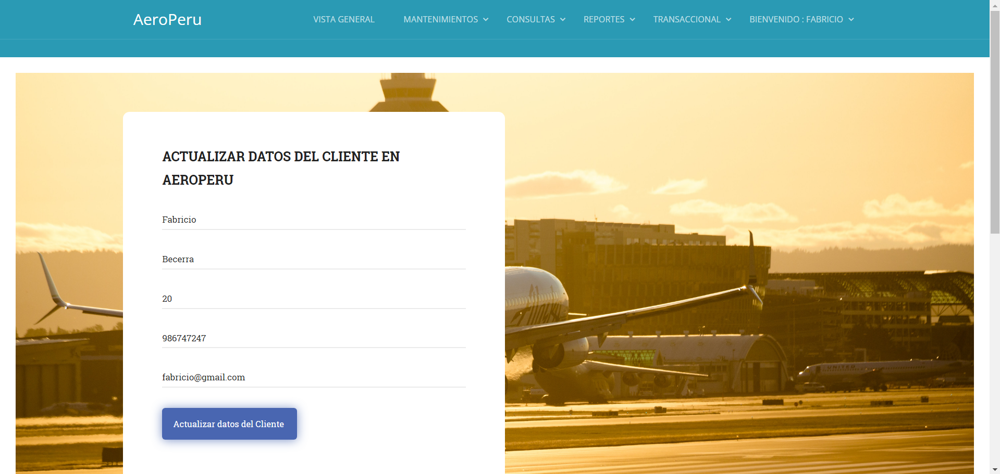 AeroPeru
VISTA GENERAL
MANTENIMIENTOS
CONSULTAS
REPORTES
TRANSACCIONAL
BIENVENIDO : FABRICIO
ACTUALIZAR DATOS DEL CLIENTE EN
AEROPERU
Fabricio
Becerra
20
986747247
fabricio@gmail.com
Actualizar datos del Cliente
UNITED